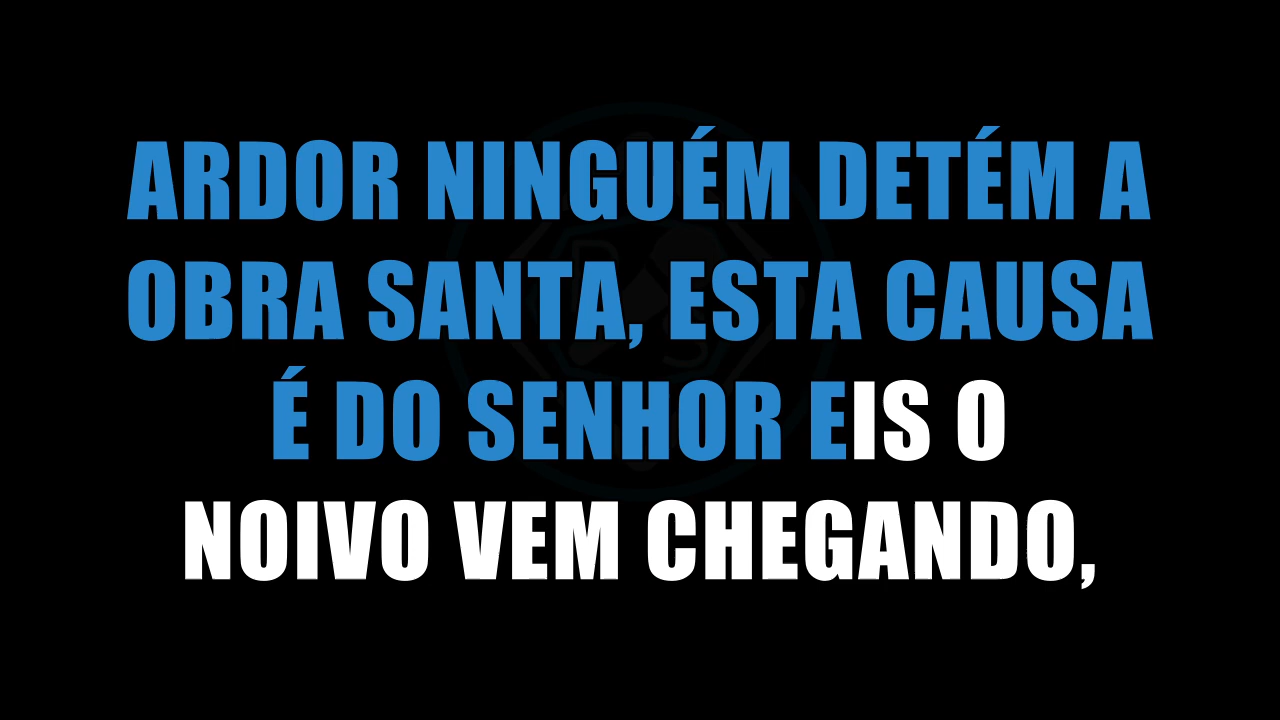 ARDOR NINGUÉM DETÉM A
OBRA SANTA, ESTA CAUSA
É DO SENHOR EIS O
NOIVO VEM CHEGANDO,